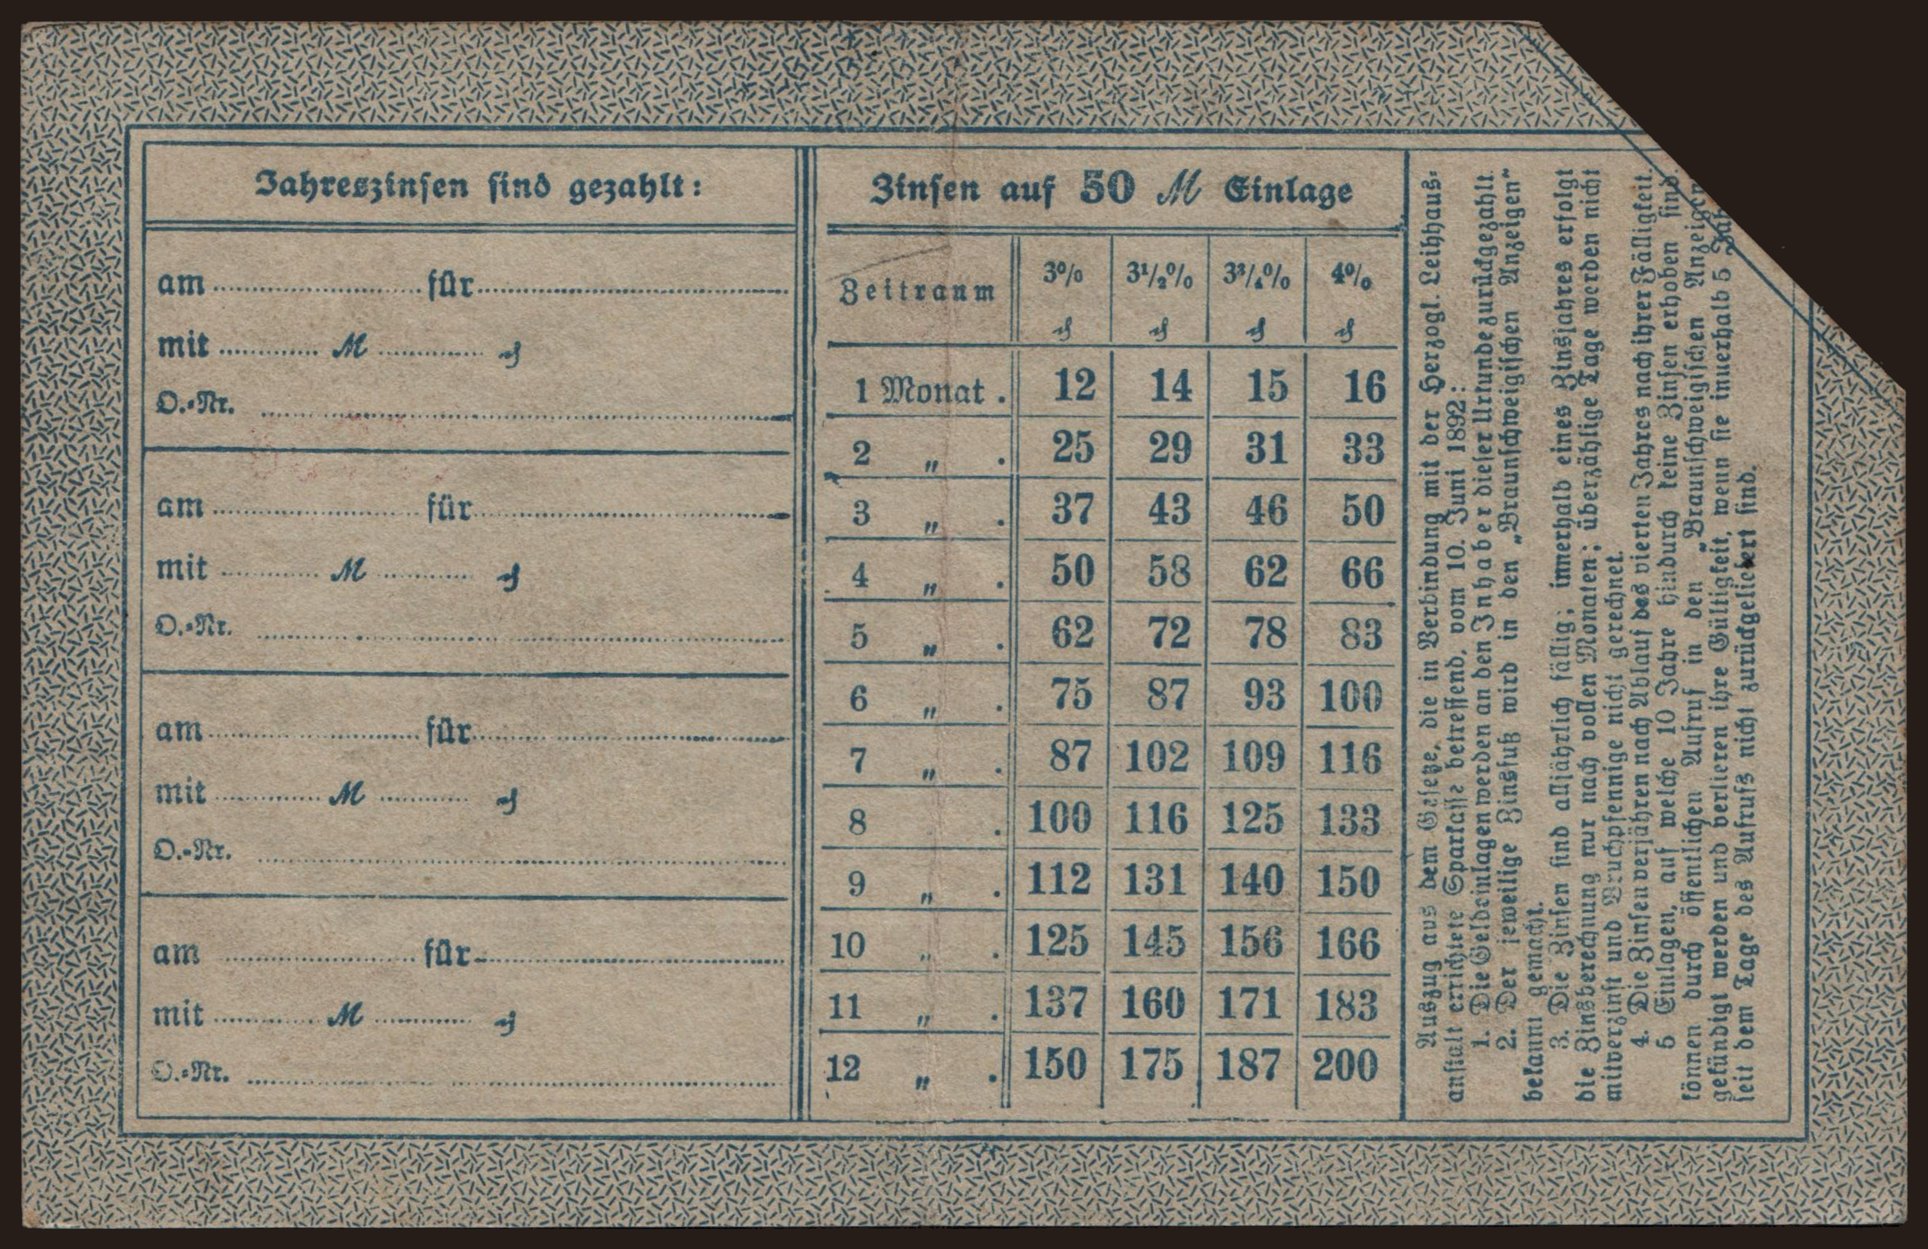 Jahreszinsen sind gezahlt:
am für
mit M ₰
O.-Nr.
am für
mit M ₰
O.-Nr.
am für
mit M ₰
O.-Nr.
am für
mit M ₰
O.-Nr.
Zinsen auf 50 M Einlage
Zeitraum 3% 3½% 3¾% 4%
₰ ₰ ₰ ₰
1 Monat . 12 14 15 16
2 „ . 25 29 31 33
3 „ . 37 43 46 50
4 „ . 50 58 62 66
5 „ . 62 72 78 83
6 „ . 75 87 93 100
7 „ . 87 102 109 116
8 „ . 100 116 125 133
9 „ . 112 131 140 150
10 „ . 125 145 156 166
11 „ . 137 160 171 183
12 „ . 150 175 187 200
Auszug aus dem Gesetze, die in Verbindung mit der Herzogl. Leihhaus-
anstalt errichtete Sparkasse betreffend, vom 10. Juni 1892:
1. Die Geldeinlagen werden an den Inhaber dieser Urkunde zurückgezahlt
2. Der jeweilige Zinsfuß wird in den „Braunschweigischen Anzeigen“
bekannt gemacht.
3. Die Zinsen sind alljährlich fällig; innerhalb eines Zinsjahres erfolgt
die Zinsberechnung nur nach vollen Monaten; überzählige Tage werden nicht
mitverzinst und Bruchpfennige nicht gerechnet.
4. Die Zinsen verjähren nach Ablauf des vierten Jahres nach ihrer Fälligkeit.
5 Einlagen, auf welche 10 Jahre hindurch keine Zinsen erhoben sind,
können durch öffentlichen Aufruf in den „Braunschweigischen Anzeigen
gekündigt werden und verlieren ihre Gültigkeit, wenn sie innerhalb 5 Jah
seit dem Tage des Aufrufs nicht zurückgeliefert sind.